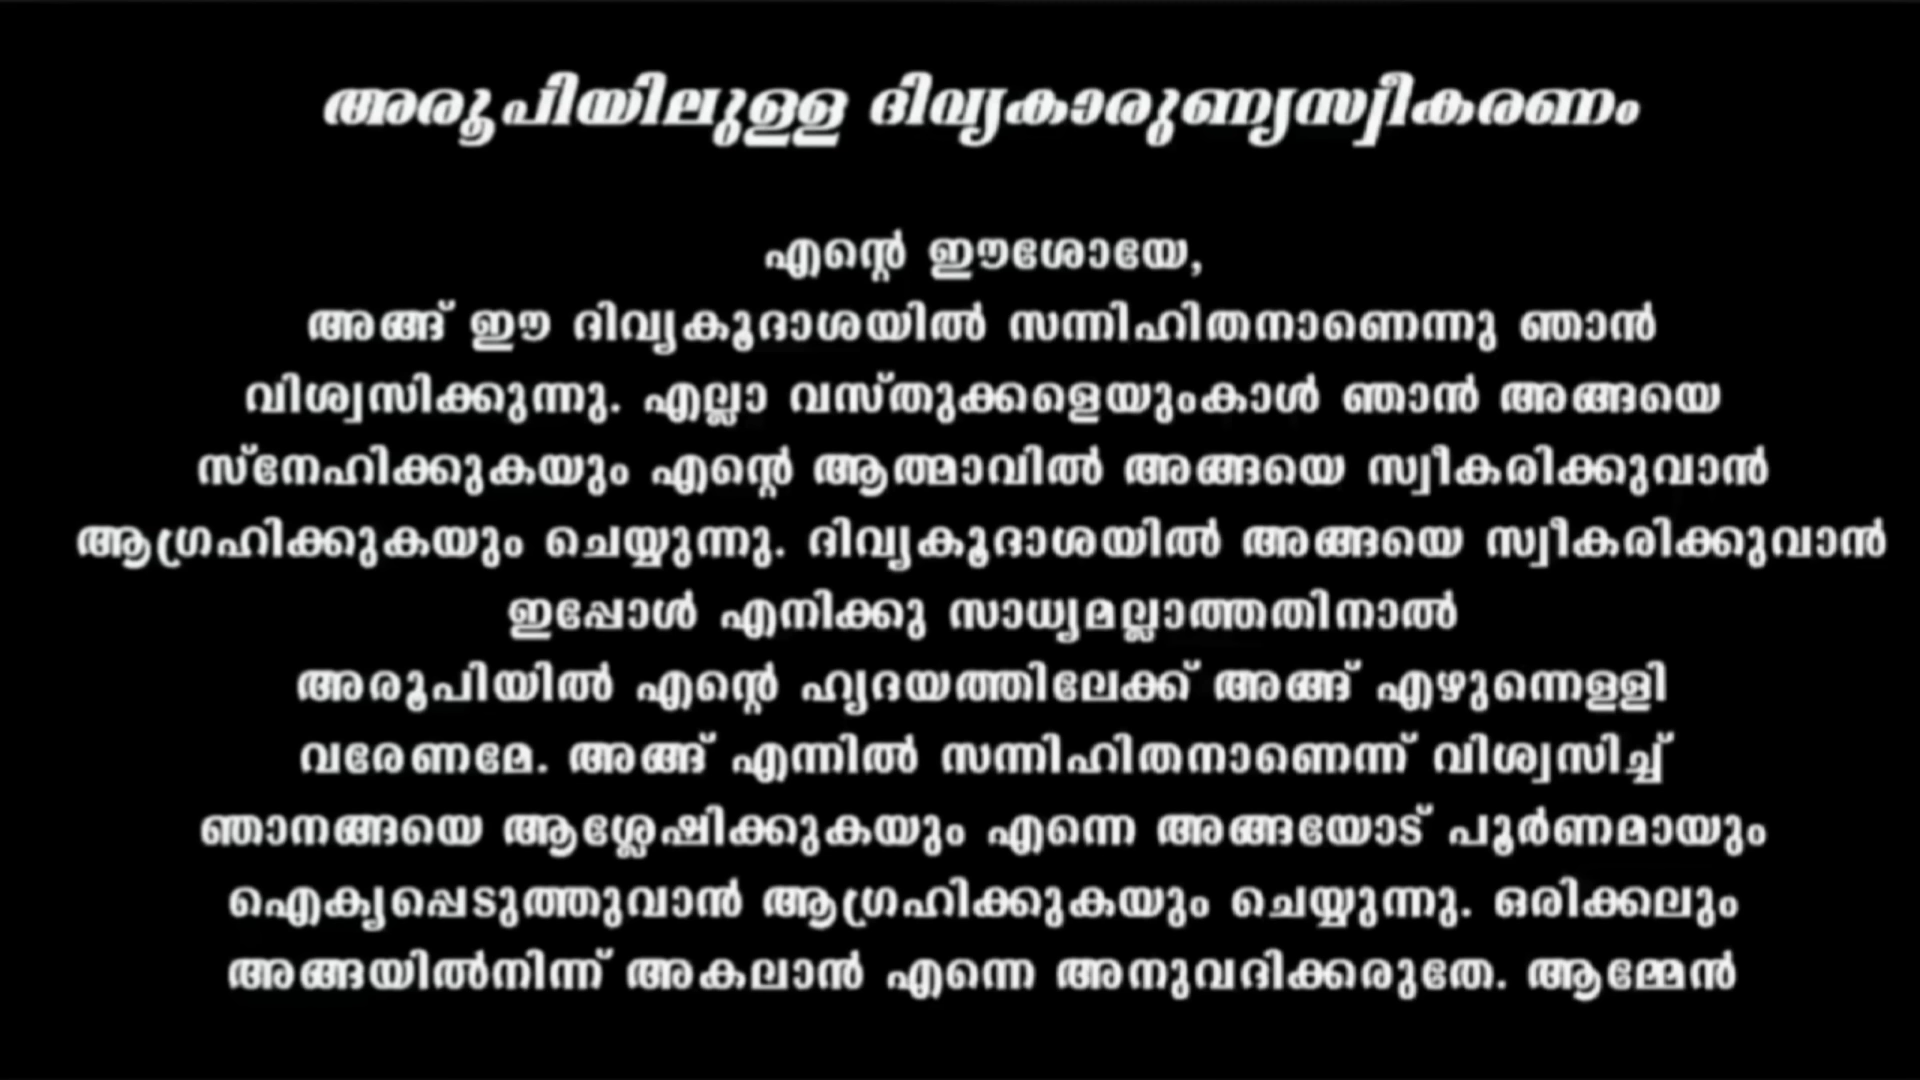 അരൂപിയിലുള്ള ദിവ്യകാരുണ്യസ്വീകരണം
എന്റെ ഈശോയേ,
അങ്ങ് ഈ ദിവ്യകൂദാശയിൽ സന്നിഹിതനാണെന്നു ഞാൻ
വിശ്വസിക്കുന്നു. എല്ലാ വസ്തുക്കളെയുംകാൾ ഞാൻ അങ്ങയെ
സ്നേഹിക്കുകയും എന്റെ ആത്മാവിൽ അങ്ങയെ സ്വീകരിക്കുവാൻ
ആഗ്രഹിക്കുകയും ചെയ്യുന്നു. ദിവ്യകൂദാശയിൽ അങ്ങയെ സ്വീകരിക്കുവാൻ
ഇപ്പോൾ എനിക്കു സാധ്യമല്ലാത്തതിനാൽ
അരൂപിയിൽ എന്റെ ഹൃദയത്തിലേക്ക് അങ്ങ് എഴുന്നെള്ളി
വരേണമേ. അങ്ങ് എന്നിൽ സന്നിഹിതനാണെന്ന് വിശ്വസിച്ച്
ഞാനങ്ങയെ ആശ്ലേഷിക്കുകയും എന്നെ അങ്ങയോട് പൂർണമായും
ഐക്യപ്പെടുത്തുവാൻ ആഗ്രഹിക്കുകയും ചെയ്യുന്നു. ഒരിക്കലും
അങ്ങയിൽനിന്ന് അകലാൻ എന്നെ അനുവദിക്കരുതേ. ആമ്മേൻ